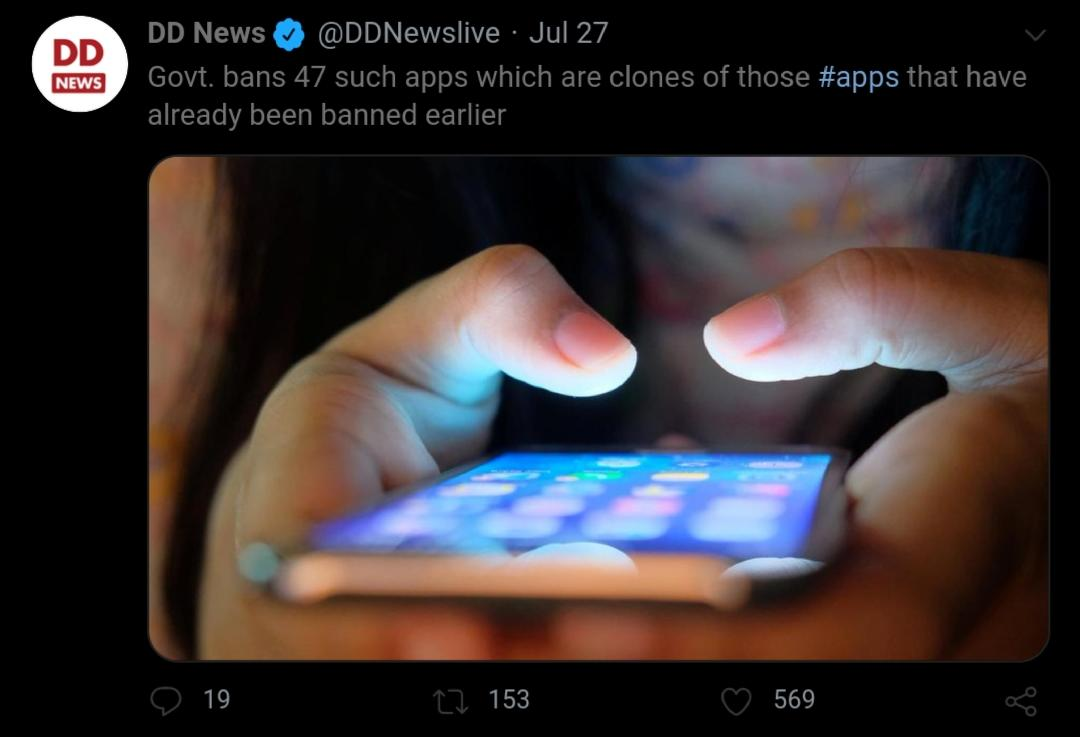 DD News @DDNewslive · Jul 27
DD
NEWS
Govt. bans 47 such apps which are clones of those #apps that have
already been banned earlier
19 153 569